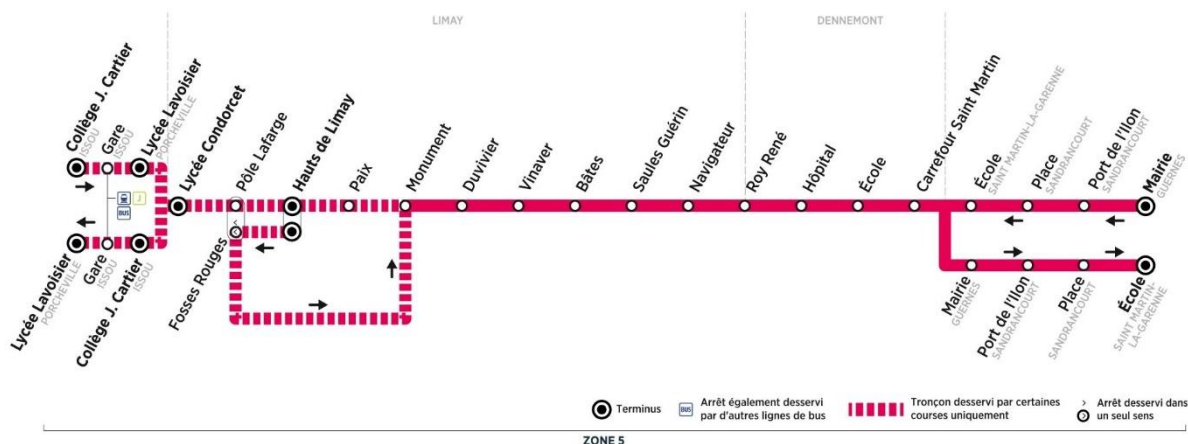 LIMAY
DENNEMONT
Collège J. Cartier
ISSOU
Gare
ISSOU
Lycée Lavoisier
PORCHEVILLE
Lycée Condorcet
Pôle Lafarge
Hauts de Limay
Paix
Monument
Duvivier
Vinaver
Bâtes
Saules Guérin
Navigateur
Roy René
Hôpital
École
Carrefour Saint Martin
École
SAINT MARTIN-LA-GARENNE
Place
SANDRANCOURT
Port de l'Ilon
SANDRANCOURT
Mairie
GUERNES
J
BUS
Lycée Lavoisier
PORCHEVILLE
Gare
ISSOU
Collège J. Cartier
ISSOU
Fosses Rouges
Mairie
GUERNES
Port de l'Ilon
SANDRANCOURT
Place
SANDRANCOURT
École
SAINT MARTIN-
LA-GARENNE
Terminus
BUS
Arrêt également desservi
par d'autres lignes de bus
Tronçon desservi par certaines
courses uniquement
Arrêt desservi dans
un seul sens
ZONE 5